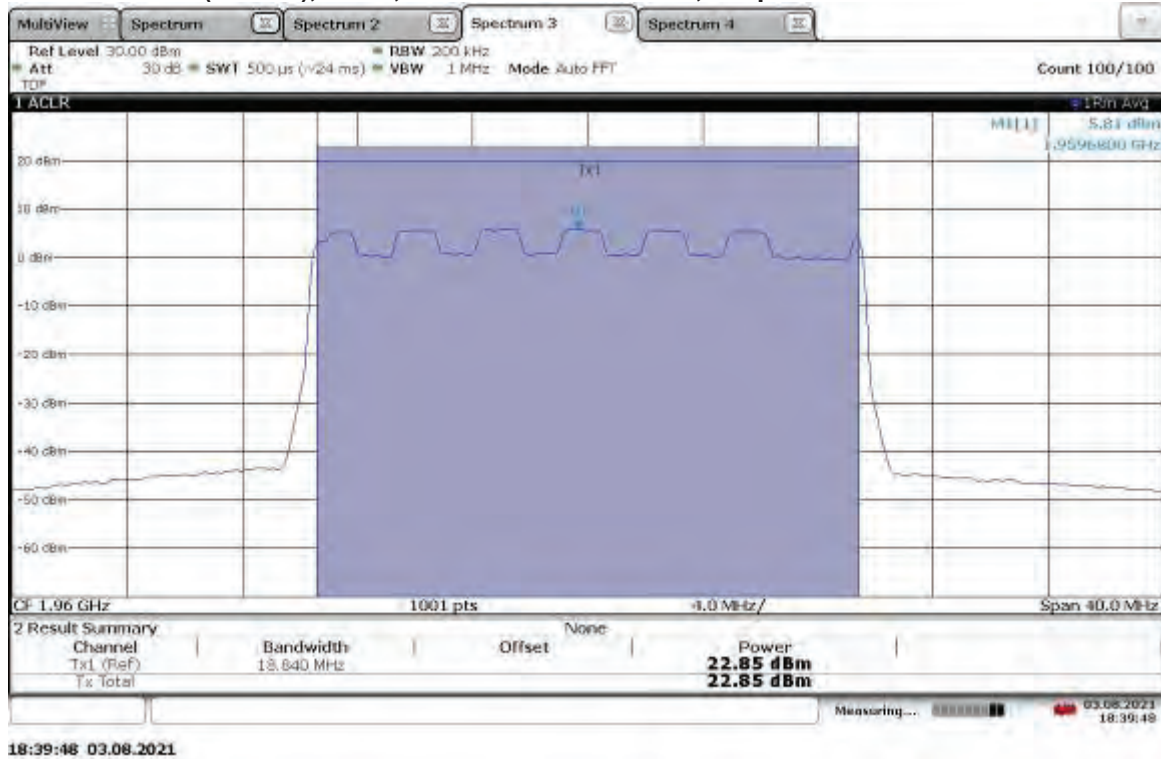 MultiView Spectrum Spectrum 2 Spectrum 3 Spectrum 4
Ref Level 30.00 dBm RBW 200 kHz
Att 30 dB SWT 500 µs (~24 ms) VBW 1 MHz Mode Auto FFT Count 100/100
TDF
1 ACLR 1Rm Avg
M1[1] 5.81 dBm
.9596800 GHz
20 dBm
Tx1
10 dBm
M1
0 dBm
-10 dBm
-20 dBm
-30 dBm
-40 dBm
-50 dBm
-60 dBm
CF 1.96 GHz 1001 pts 4.0 MHz/ Span 40.0 MHz
2 Result Summary None
Channel Bandwidth Offset Power
Tx1 (Ref) 18.840 MHz 22.85 dBm
Tx Total 22.85 dBm
Measuring... 03.08.2021
18:39:48
18:39:48 03.08.2021